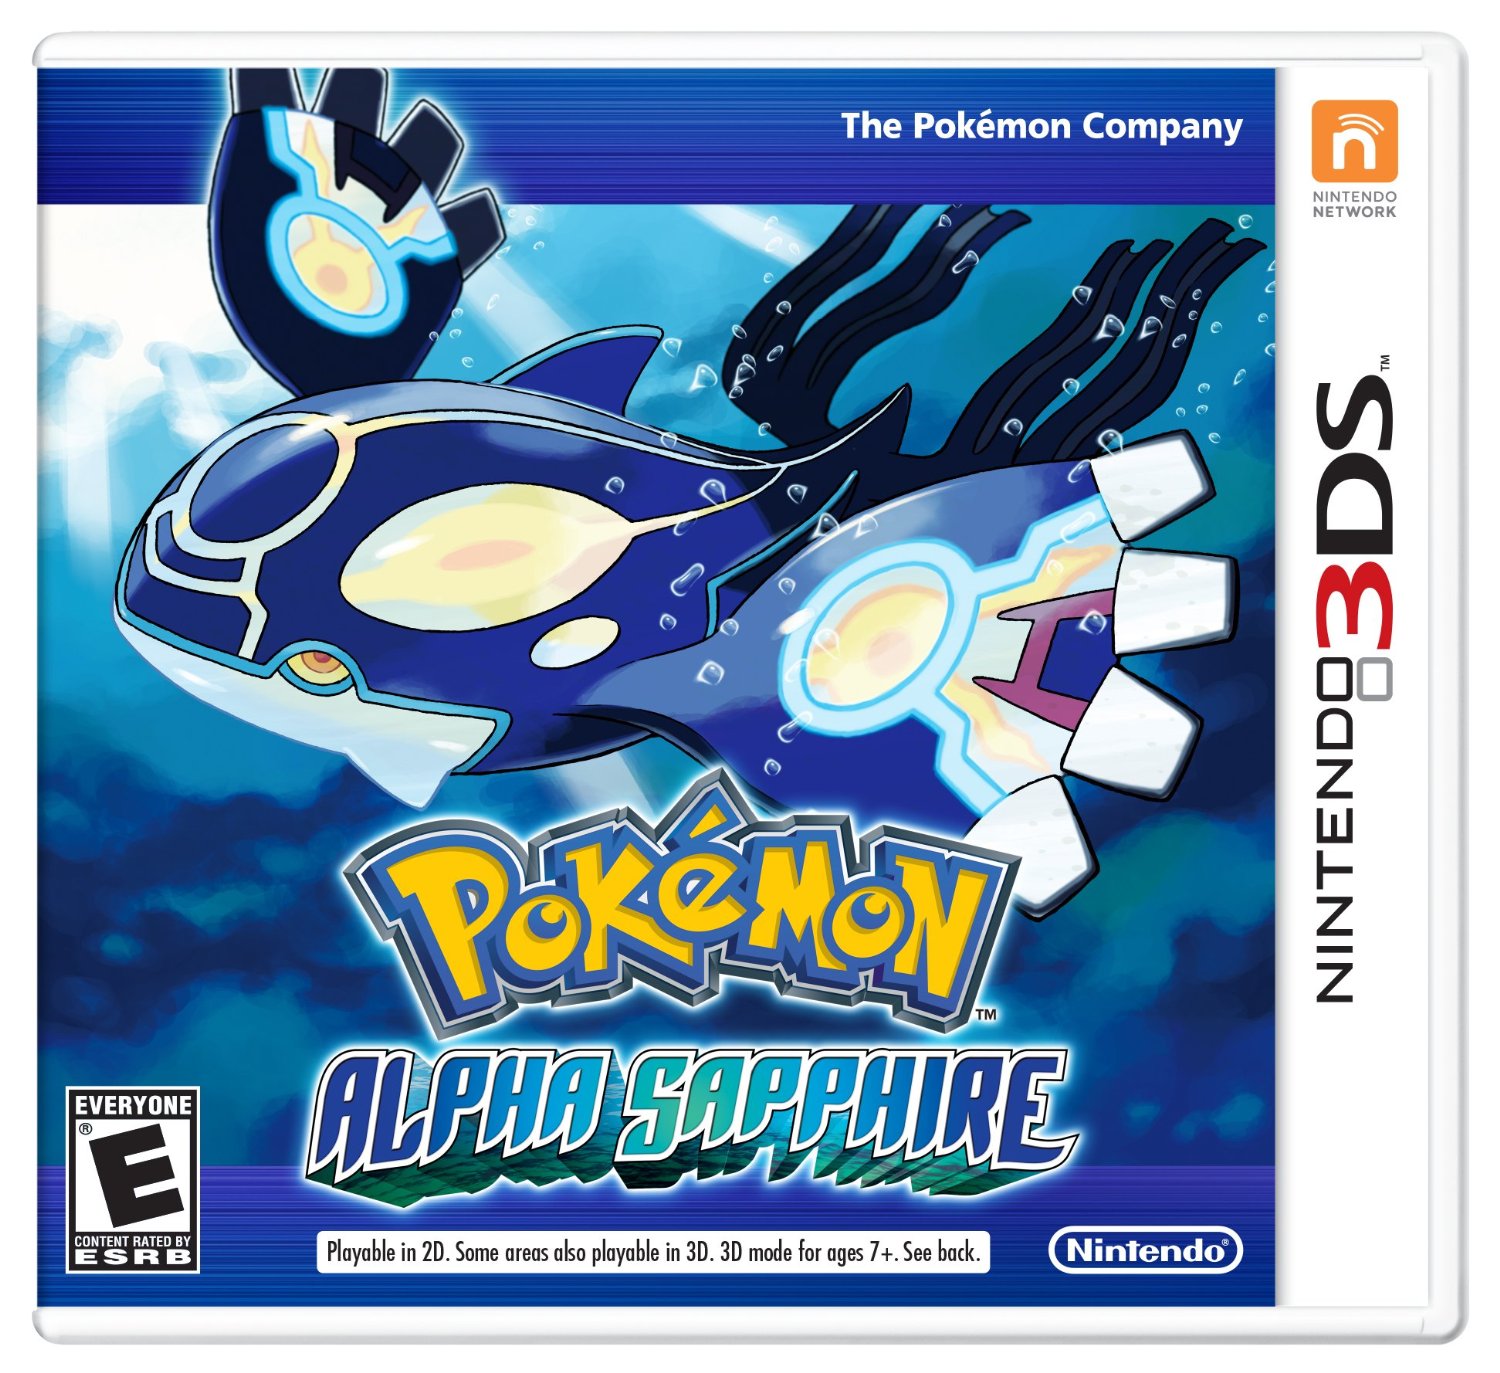 The Pokémon Company
n
NINTENDO
NETWORK
NINTENDO 3DS™
POKéMON™
ALPHA SAPPHIRE
EVERYONE
®
E
CONTENT RATED BY
ESRB
Playable in 2D. Some areas also playable in 3D. 3D mode for ages 7+. See back.
Nintendo®